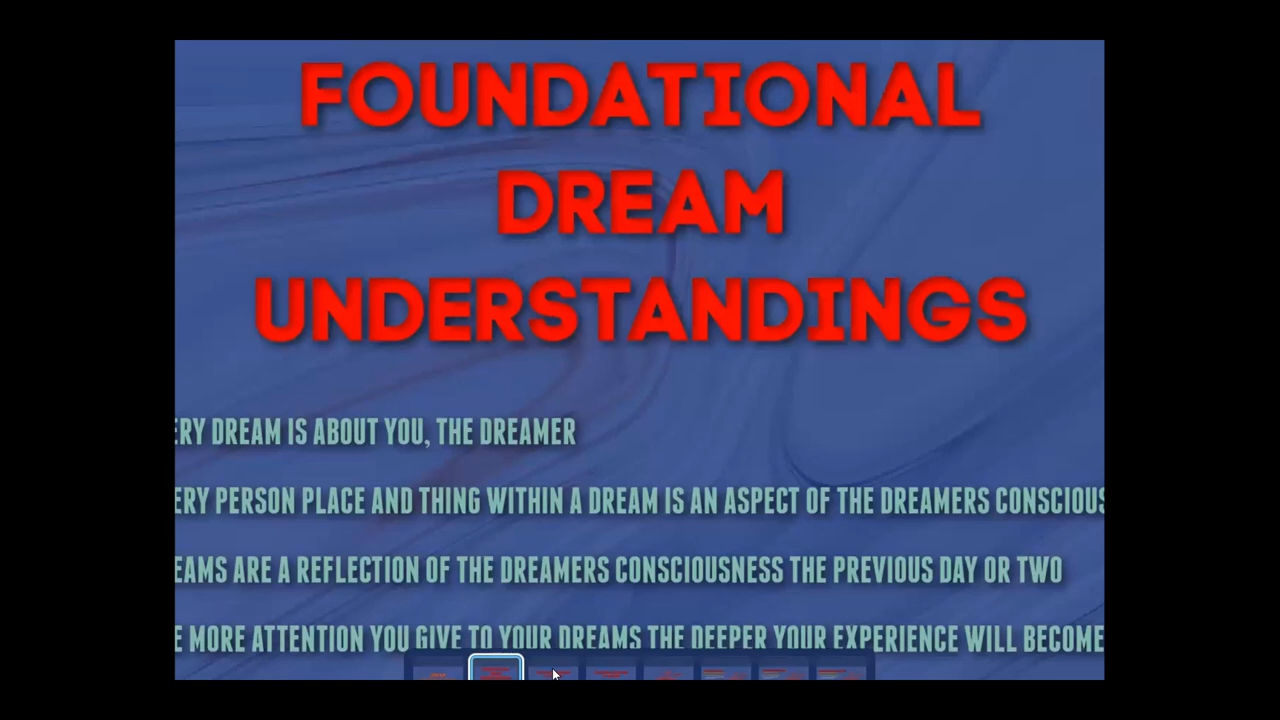 FOUNDATIONAL
DREAM
UNDERSTANDINGS
ERY DREAM IS ABOUT YOU, THE DREAMER
ERY PERSON PLACE AND THING WITHIN A DREAM IS AN ASPECT OF THE DREAMERS CONSCIOUS
EAMS ARE A REFLECTION OF THE DREAMERS CONSCIOUSNESS THE PREVIOUS DAY OR TWO
E MORE ATTENTION YOU GIVE TO YOUR DREAMS THE DEEPER YOUR EXPERIENCE WILL BECOME